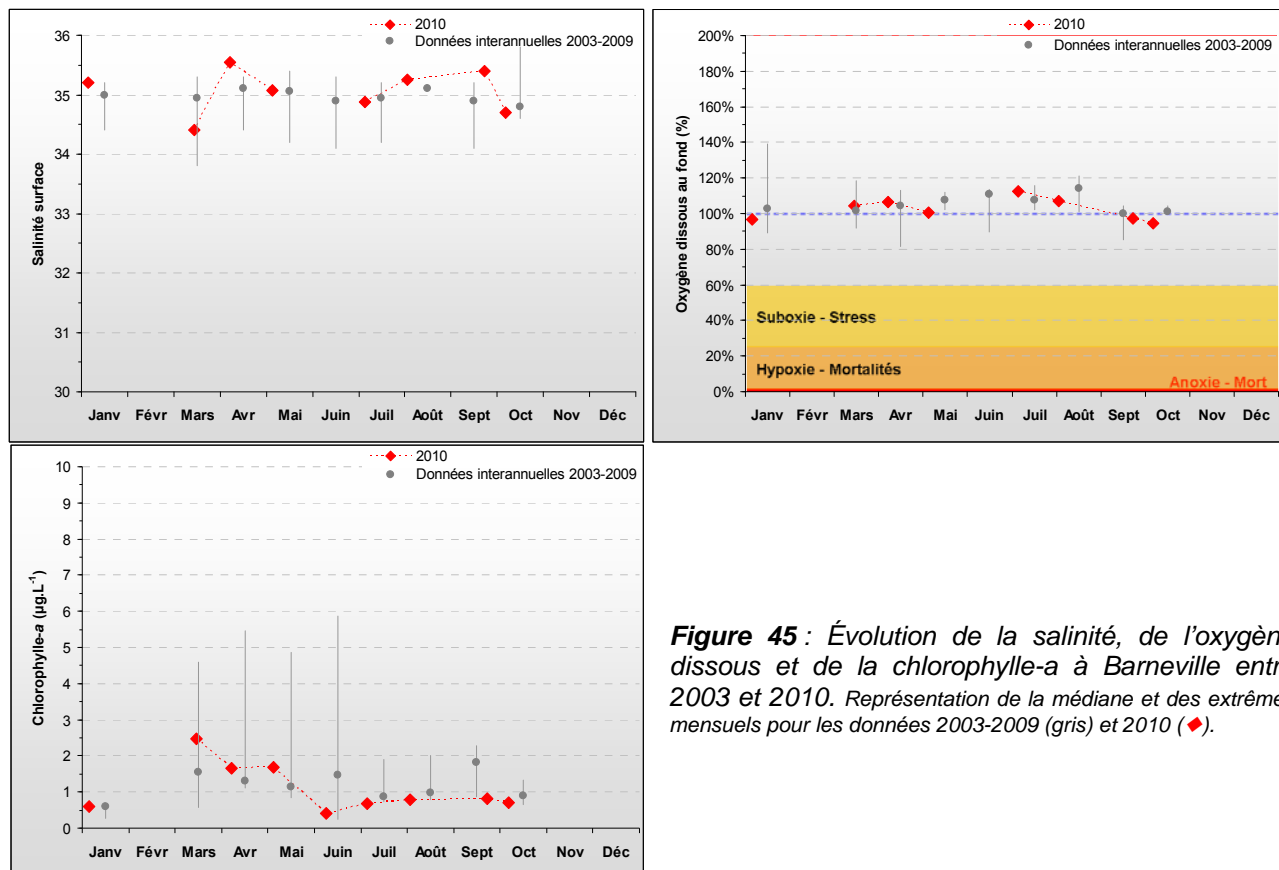 2010
Données interannuelles 2003-2009
36
35
34
33
32
31
30
Salinité surface
Janv Févr Mars Avr Mai Juin Juil Août Sept Oct Nov Déc
2010
Données interannuelles 2003-2009
200%
180%
160%
140%
120%
100%
80%
60%
40%
20%
0%
Oxygène dissous au fond (%)
Suboxie - Stress
Hypoxie - Mortalités
Anoxie - Mort
Janv Févr Mars Avr Mai Juin Juil Août Sept Oct Nov Déc
2010
Données interannuelles 2003-2009
10
9
8
7
6
5
4
3
2
1
0
Chlorophylle-a (µg.L-1)
Janv Févr Mars Avr Mai Juin Juil Août Sept Oct Nov Déc
Figure 45 : Évolution de la salinité, de l'oxygèn
dissous et de la chlorophylle-a à Barneville entr
2003 et 2010. Représentation de la médiane et des extrême
mensuels pour les données 2003-2009 (gris) et 2010 (◆).